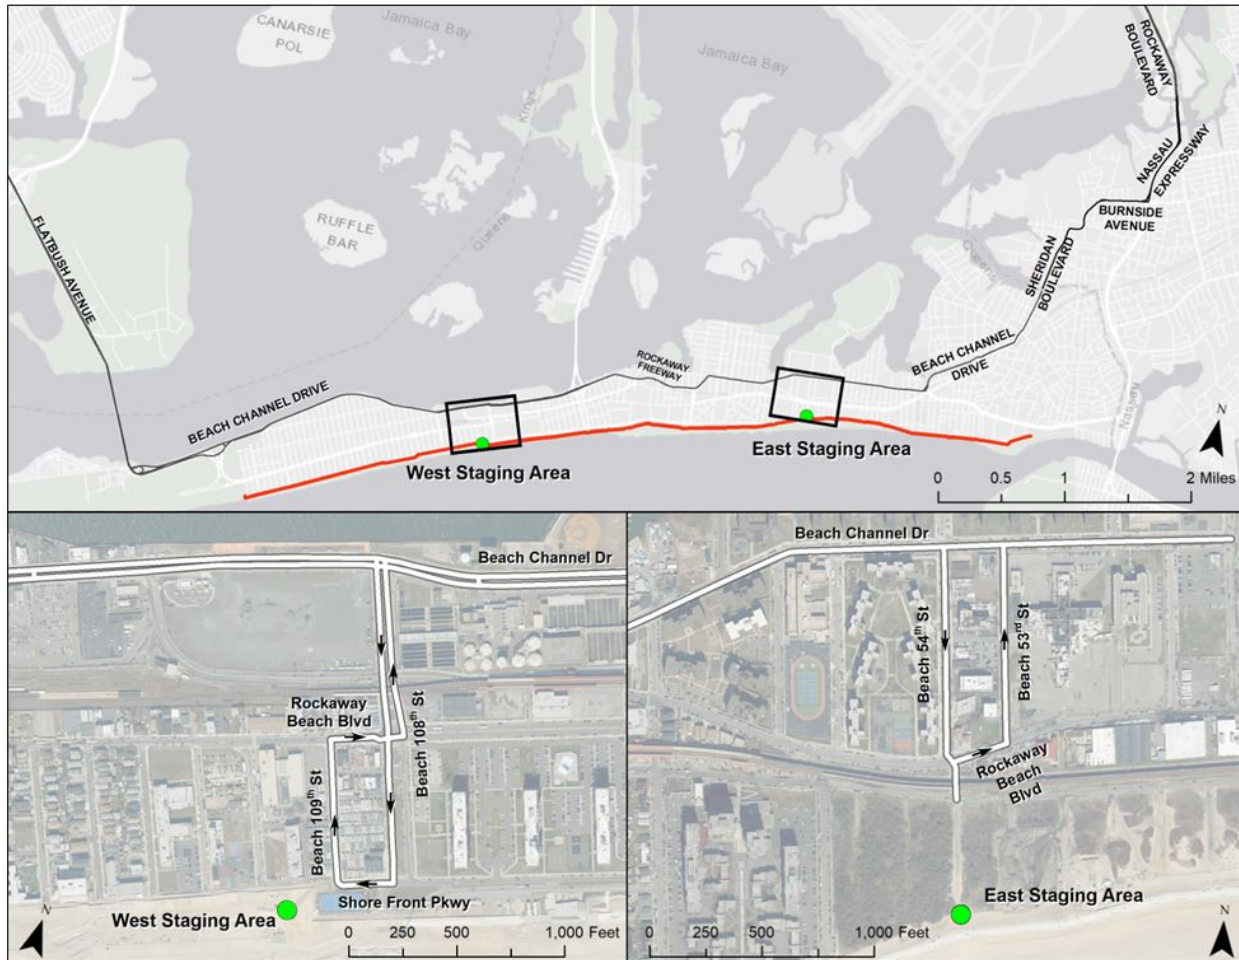 CANARSIE
POL
Jamaica Bay
Jamaica Bay
ROCKAWAY
BOULEVARD
Kings
Queens
NASSAU
EXPRESSWAY
RUFFLE
BAR
BURNSIDE
AVENUE
FLATBUSH AVENUE
SHERIDAN
BOULEVARD
Queens
Nassau
ROCKAWAY
FREEWAY
BEACH CHANNEL
DRIVE
BEACH CHANNEL DRIVE
N
West Staging Area
East Staging Area
0 0.5 1 2 Miles
Beach Channel Dr
Rockaway
Beach Blvd
Beach 108th St
Beach 109th St
Shore Front Pkwy
West Staging Area
N
0 250 500 1,000 Feet
Beach Channel Dr
Beach 54th St
Beach 53rd St
Rockaway
Beach
Blvd
East Staging Area
N
0 250 500 1,000 Feet